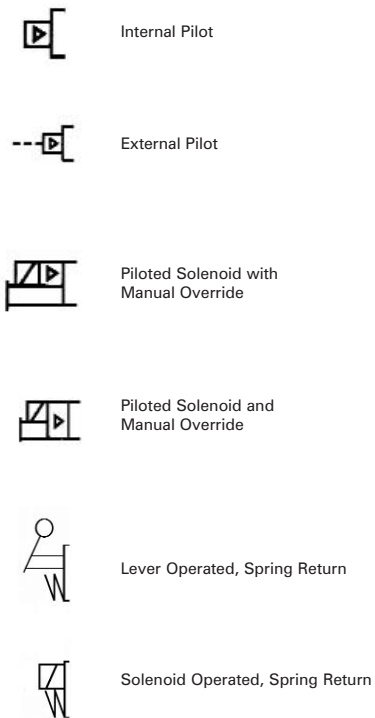 Internal Pilot
External Pilot
Piloted Solenoid with
Manual Override
Piloted Solenoid and
Manual Override
Lever Operated, Spring Return
Solenoid Operated, Spring Return